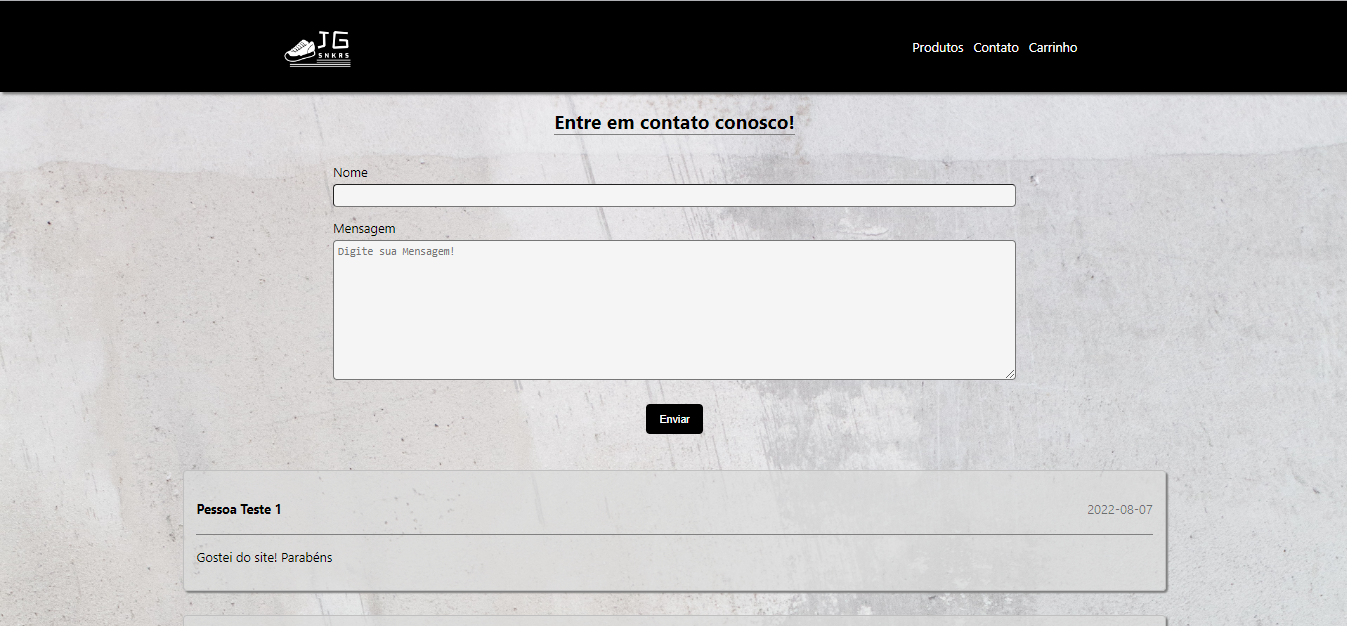 JG
SNKRS
Produtos Contato Carrinho
Entre em contato conosco!
Nome
Mensagem
Digite sua Mensagem!
Enviar
Pessoa Teste 1 2022-08-07
Gostei do site! Parabéns